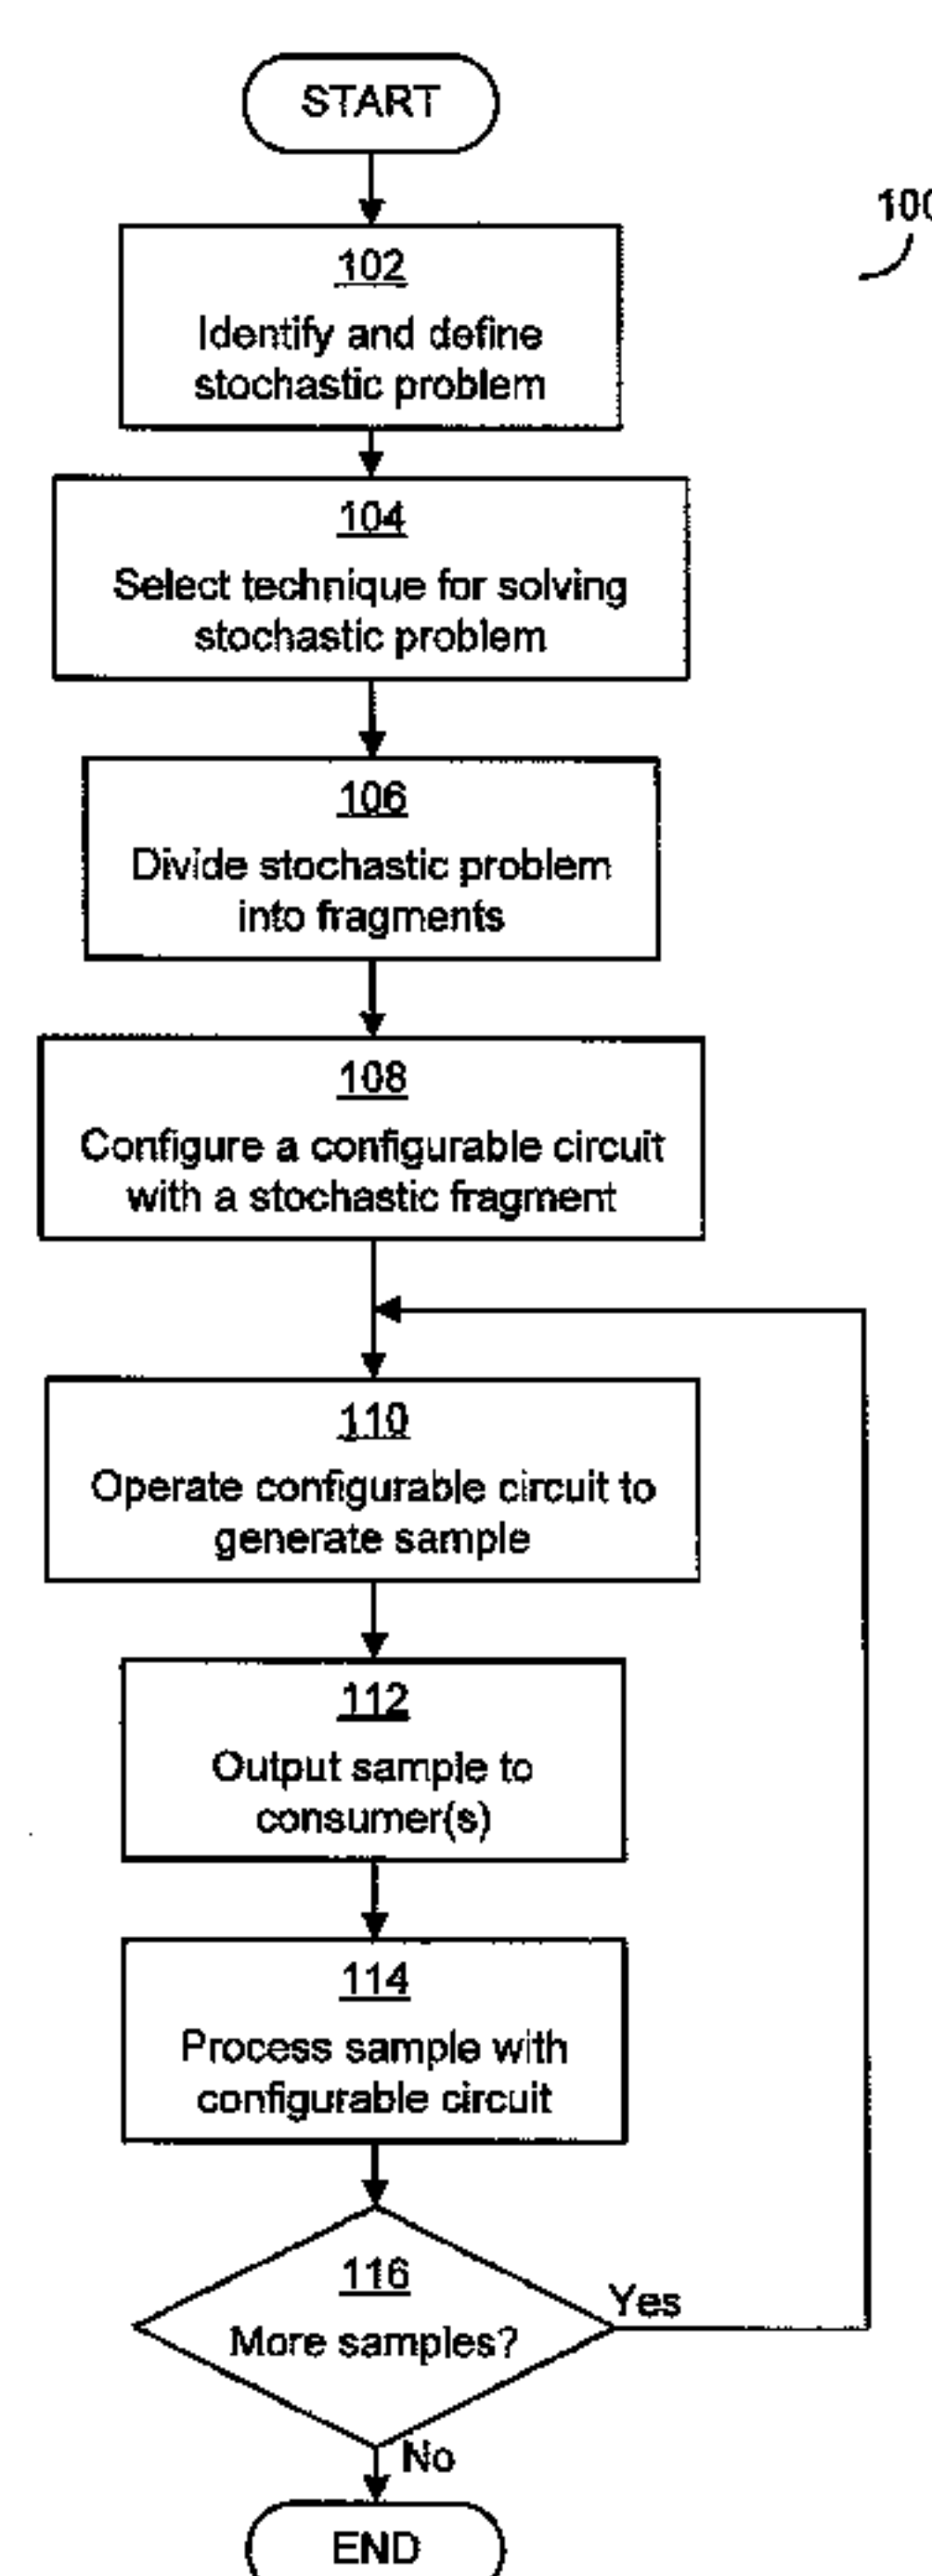 START
100
102
Identify and define
stochastic problem
104
Select technique for solving
stochastic problem
106
Divide stochastic problem
into fragments
108
Configure a configurable circuit
with a stochastic fragment
110
Operate configurable circuit to
generate sample
112
Output sample to
consumer(s)
114
Process sample with
configurable circuit
116
More samples?
Yes
No
END